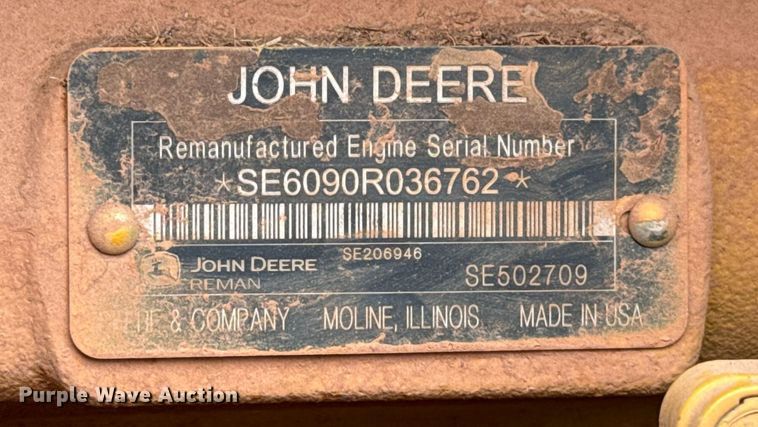 JOHN DEERE
Remanufactured Engine Serial Number
*SE6090R036762*
SE206946
JOHN DEERE
REMAN
SE502709
& COMPANY MOLINE, ILLINOIS MADE IN USA
Purple Wave Auction